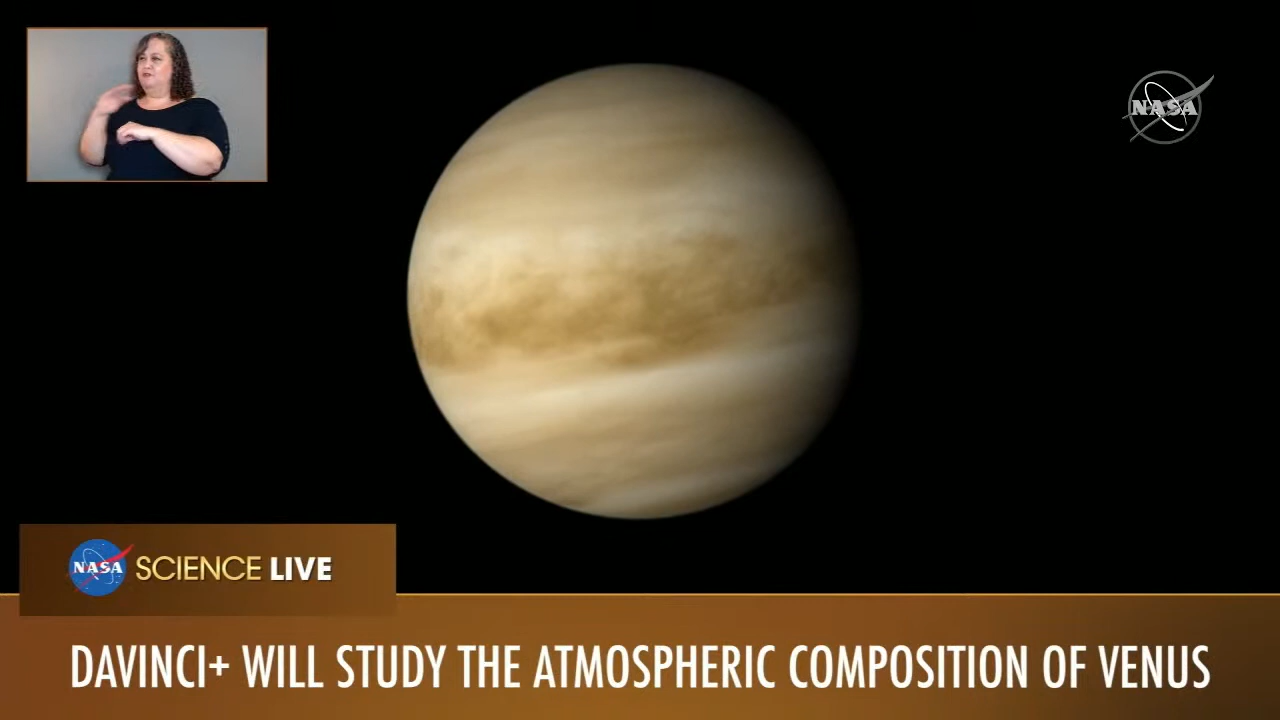 NASA
NASA SCIENCE LIVE
DAVINCI+ WILL STUDY THE ATMOSPHERIC COMPOSITION OF VENUS